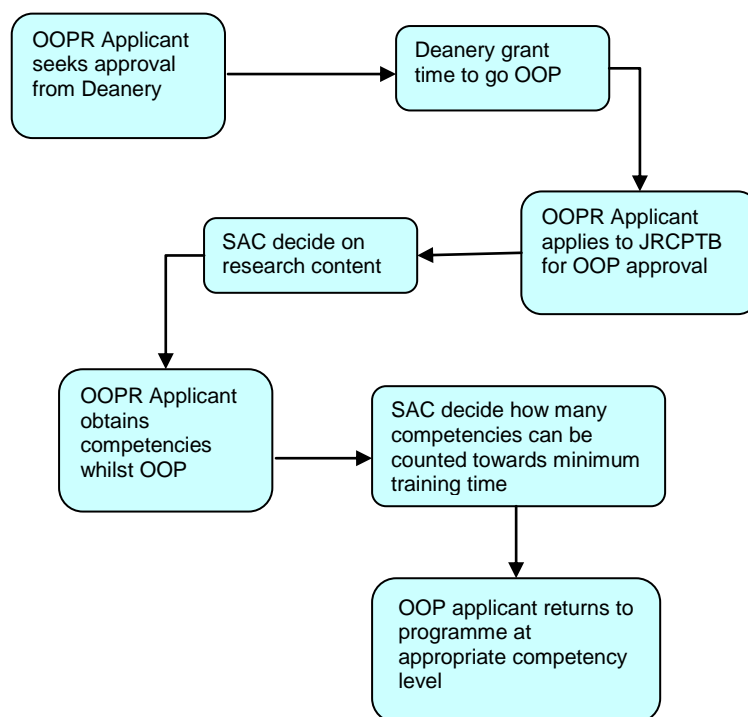 OOPR Applicant
seeks approval
from Deanery
Deanery grant
time to go OOP
OOPR Applicant
applies to JRCPTB
for OOP approval
SAC decide on
research content
OOPR Applicant
obtains
competencies
whilst OOP
SAC decide how many
competencies can be
counted towards minimum
training time
OOP applicant returns to
programme at
appropriate competency
level